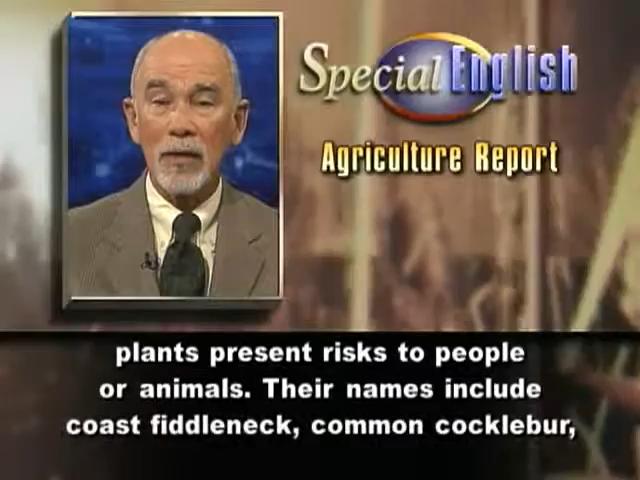 Special English
Agriculture Report
plants present risks to people
or animals. Their names include
coast fiddleneck, common cocklebur,